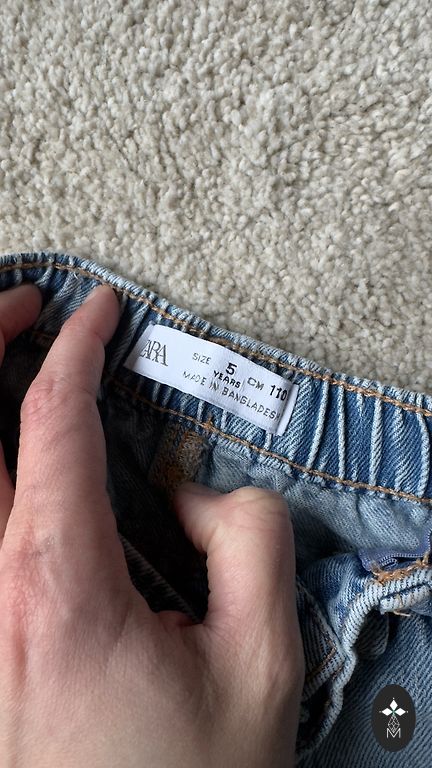 ZARA
SIZE 5 YEARS CM 110
MADE IN BANGLADESH
M